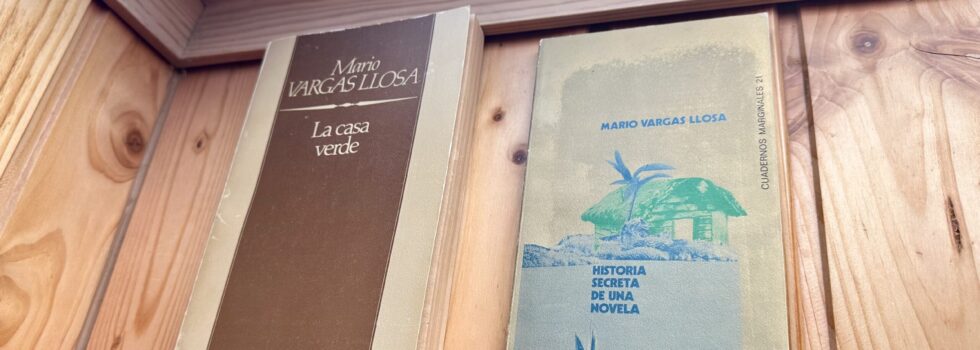 Mario
VARGAS LLOSA
La casa
verde
MARIO VARGAS LLOSA
HISTORIA
SECRETA
DE UNA
NOVELA
CUADERNOS MARGINALES 21